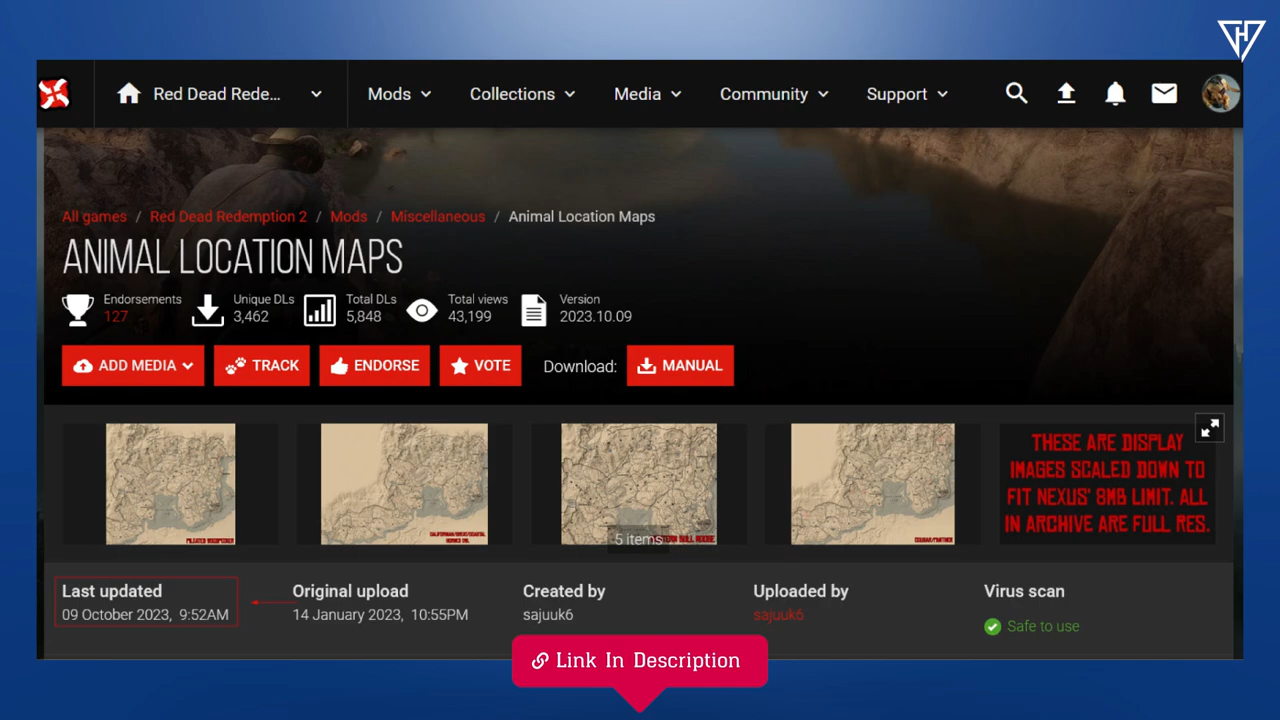 Red Dead Rede...
Mods
Collections
Media
Community
Support
All games / Red Dead Redemption 2 / Mods / Miscellaneous / Animal Location Maps
ANIMAL LOCATION MAPS
Endorsements
127
Unique DLs
3,462
Total DLs
5,848
Total views
43,199
Version
2023.10.09
ADD MEDIA
TRACK
ENDORSE
VOTE
Download:
MANUAL
THESE ARE DISPLAY
IMAGES SCALED DOWN TO
FIT NEXUS' 8MB LIMIT. ALL
IN ARCHIVE ARE FULL RES.
5 items
COUGAR/PANTHER
Last updated
09 October 2023, 9:52AM
Original upload
14 January 2023, 10:55PM
Created by
sajuuk6
Uploaded by
sajuuk6
Virus scan
Safe to use
Link In Description